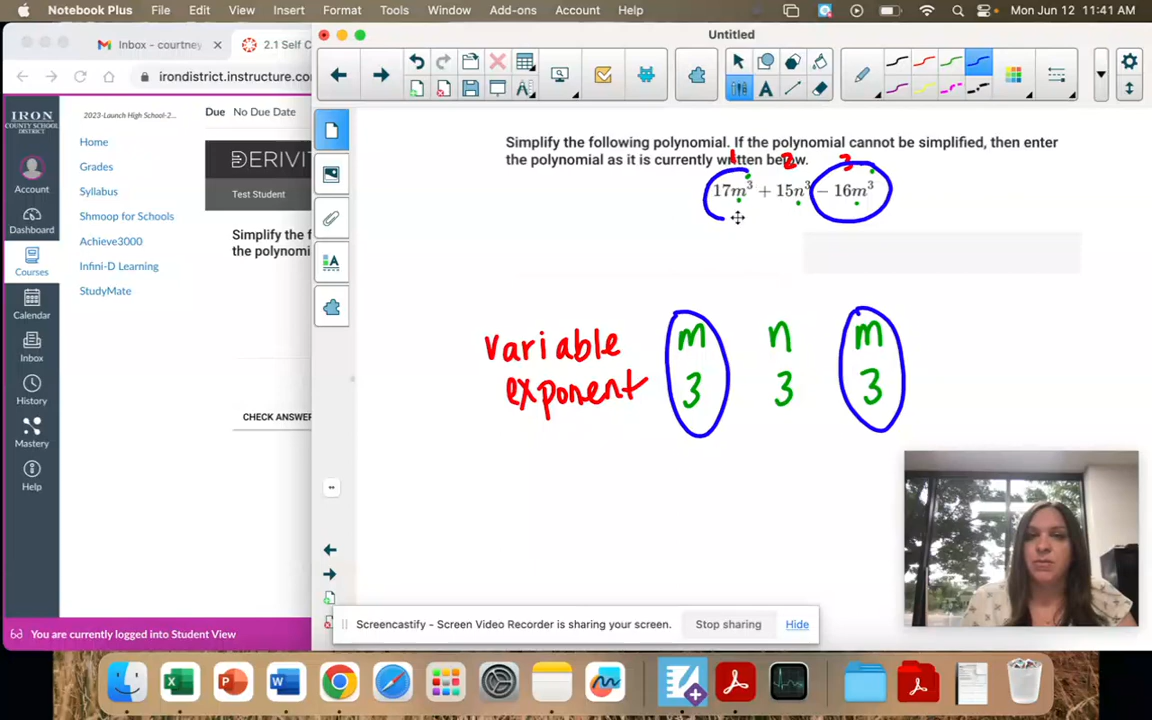 Notebook Plus File Edit View Insert Format Tools Window Add-ons Account Help Mon Jun 12 11:41 AM
Inbox – courtney
2.1 Self C
Untitled
irondistrict.instructure.co
IRON
COUNTY SCHOOL
DISTRICT
2023-Launch High School-2...
Home
Grades
Syllabus
Shmoop for Schools
Achieve3000
Infini-D Learning
StudyMate
Account
Dashboard
Courses
Calendar
Inbox
History
Mastery
Help
Due No Due Date
DERIVIT
Test Student
Simplify the f
the polynomi
CHECK ANSWER
Simplify the following polynomial. If the polynomial cannot be simplified, then enter
the polynomial as it is currently written below.
1 2 3
17m³ + 15n³ − 16m³
variable m n m
exponent 3 3 3
Screencastify - Screen Video Recorder is sharing your screen. Stop sharing Hide
You are currently logged into Student View